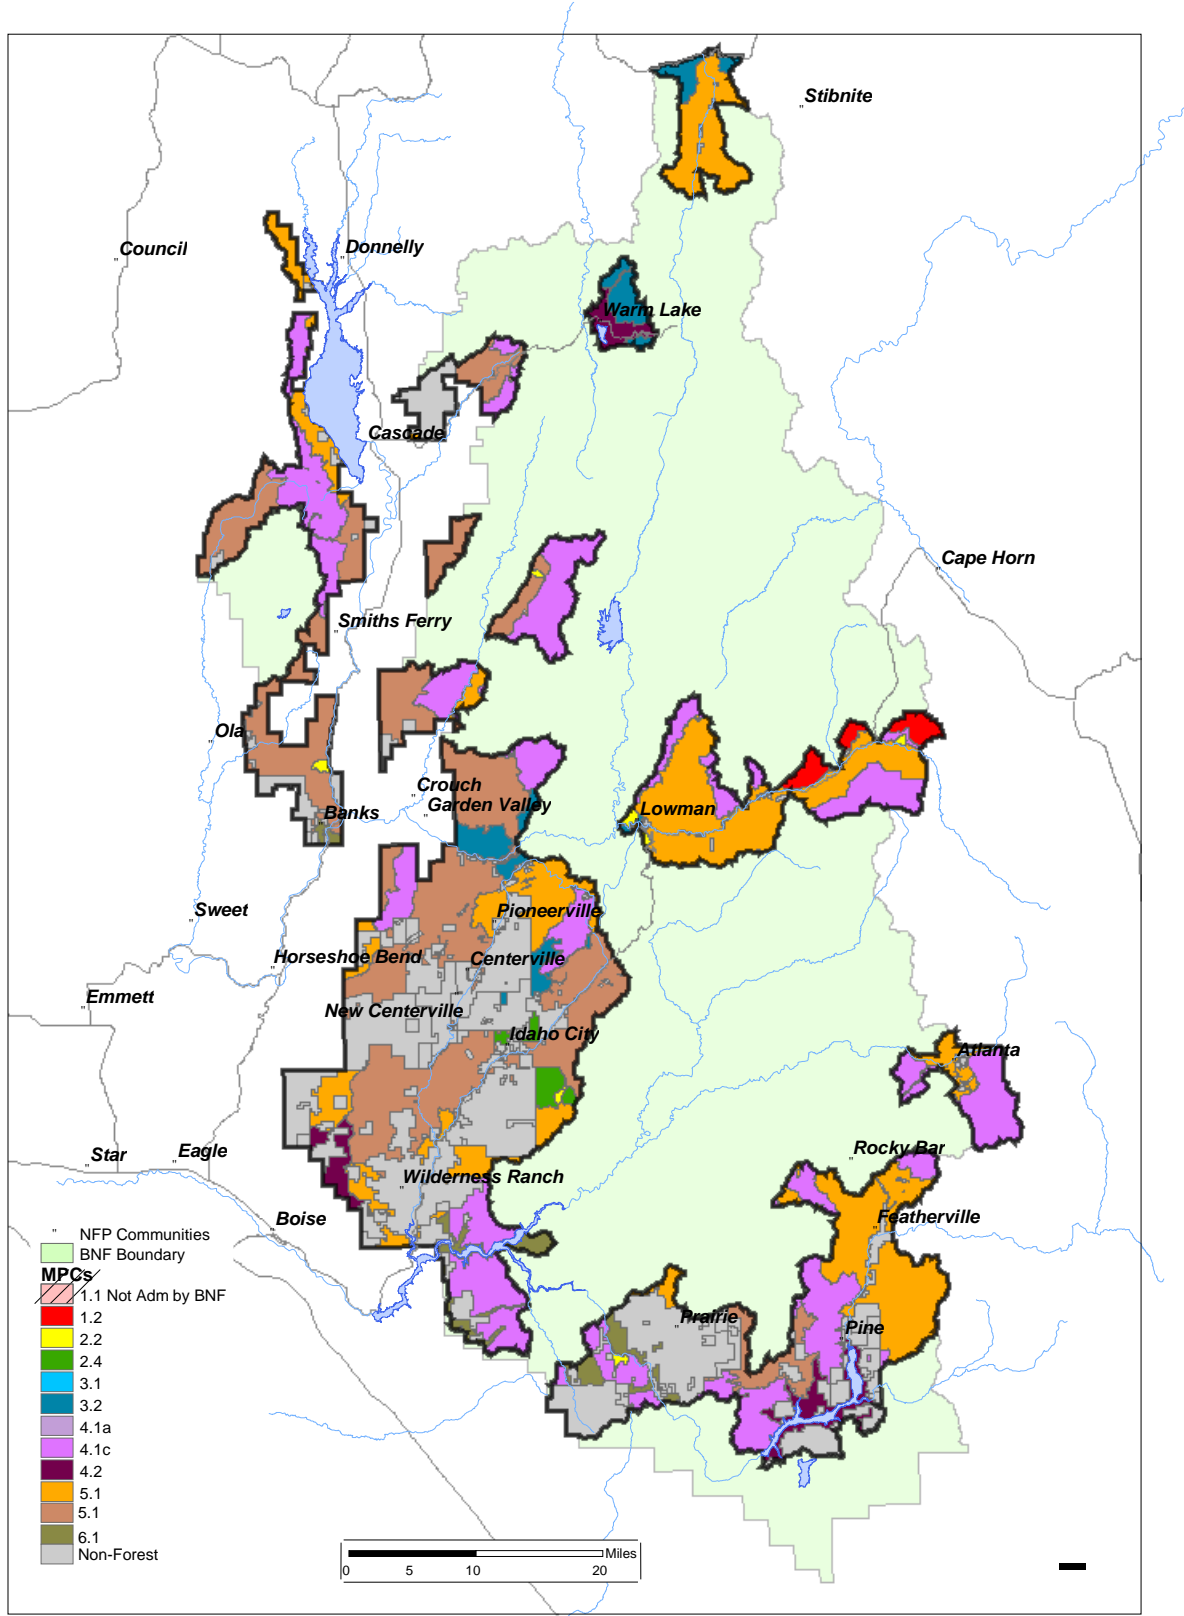 Stibnite
Council
Donnelly
Warm Lake
Cascade
Cape Horn
Smiths Ferry
Ola
Crouch
Garden Valley
Lowman
Banks
Sweet
Pioneerville
Horseshoe Bend
Centerville
Emmett
New Centerville
Idaho City
Atlanta
Star
Eagle
Rocky Bar
Wilderness Ranch
Boise
Featherville
Prairie
Pine
" NFP Communities
BNF Boundary
MPCs
1.1 Not Adm by BNF
1.2
2.2
2.4
3.1
3.2
4.1a
4.1c
4.2
5.1
5.1
6.1
Non-Forest
Miles
0 5 10 20